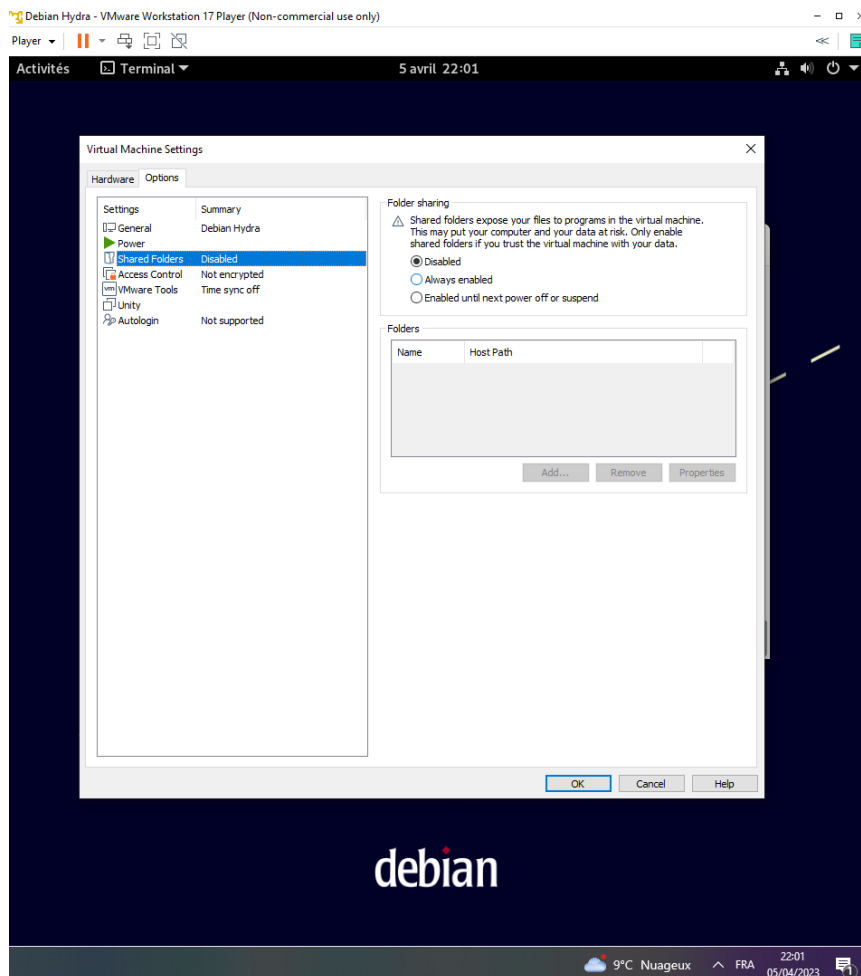 Debian Hydra - VMware Workstation 17 Player (Non-commercial use only)
Player
Activités Terminal 5 avril 22:01
Virtual Machine Settings
Hardware Options
Settings Summary
General Debian Hydra
Power
Shared Folders Disabled
Access Control Not encrypted
VMware Tools Time sync off
Unity
Autologin Not supported
Folder sharing
Shared folders expose your files to programs in the virtual machine.
This may put your computer and your data at risk. Only enable
shared folders if you trust the virtual machine with your data.
Disabled
Always enabled
Enabled until next power off or suspend
Folders
Name Host Path
Add... Remove Properties
OK Cancel Help
debian
9°C Nuageux FRA 22:01
05/04/2023 1